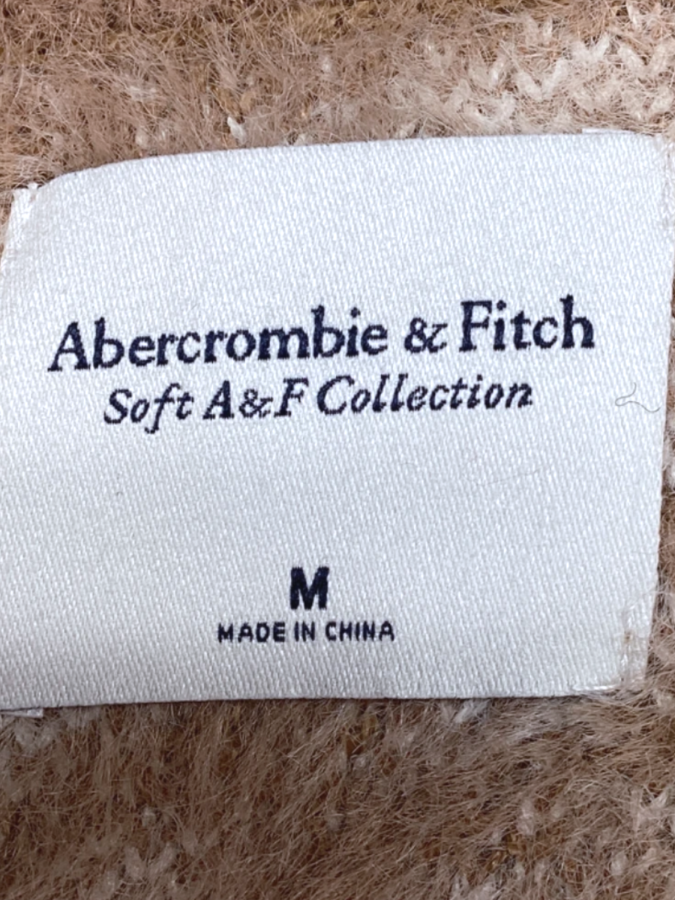 Abercrombie & Fitch
Soft A&F Collection
M
MADE IN CHINA